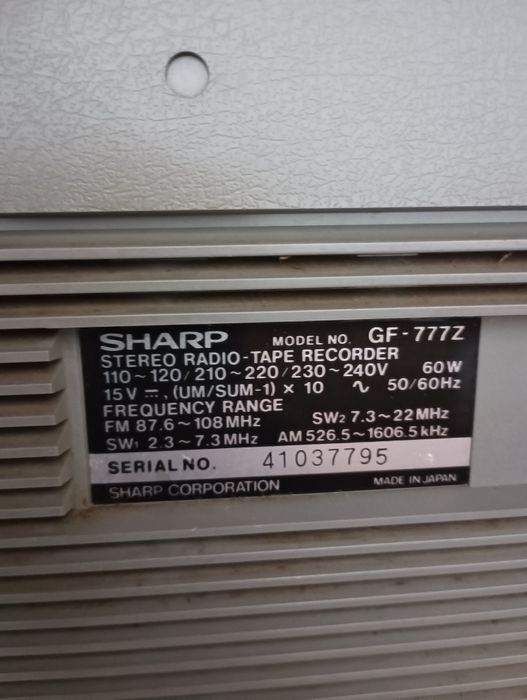 SHARP MODEL NO. GF-777Z
STEREO RADIO-TAPE RECORDER
110~120/210~220/230~240V 60W
15V ⎓, (UM/SUM-1) × 10 ∿ 50/60Hz
FREQUENCY RANGE
FM 87.6~108MHz SW2 7.3~22MHz
SW1 2.3~7.3MHz AM 526.5~1606.5kHz
SERIAL NO. 41037795
SHARP CORPORATION MADE IN JAPAN